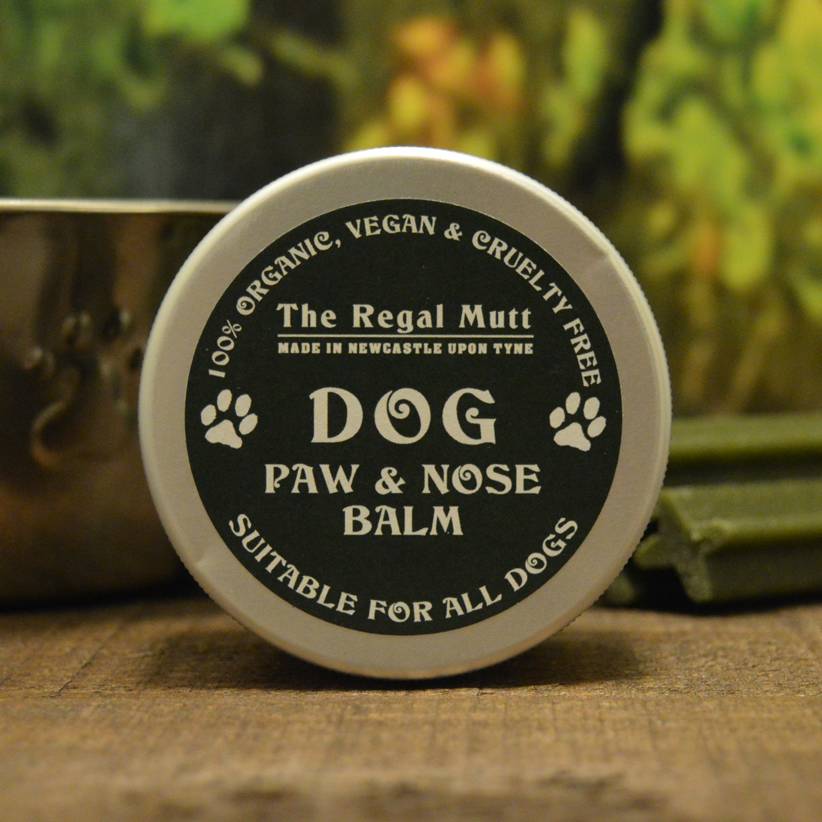 100% ORGANIC, VEGAN & CRUELTY FREE
The Regal Mutt
MADE IN NEWCASTLE UPON TYNE
DOG
PAW & NOSE
BALM
SUITABLE FOR ALL DOGS